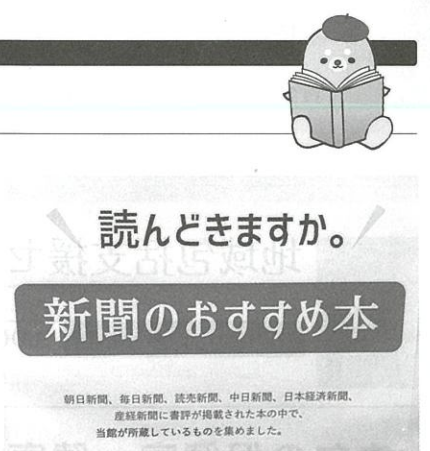 読んどきますか。
新聞のおすすめ本
朝日新聞、毎日新聞、読売新聞、中日新聞、日本経済新聞、
産経新聞に書評が掲載された本の中で、
当館が所蔵しているものを集めました。